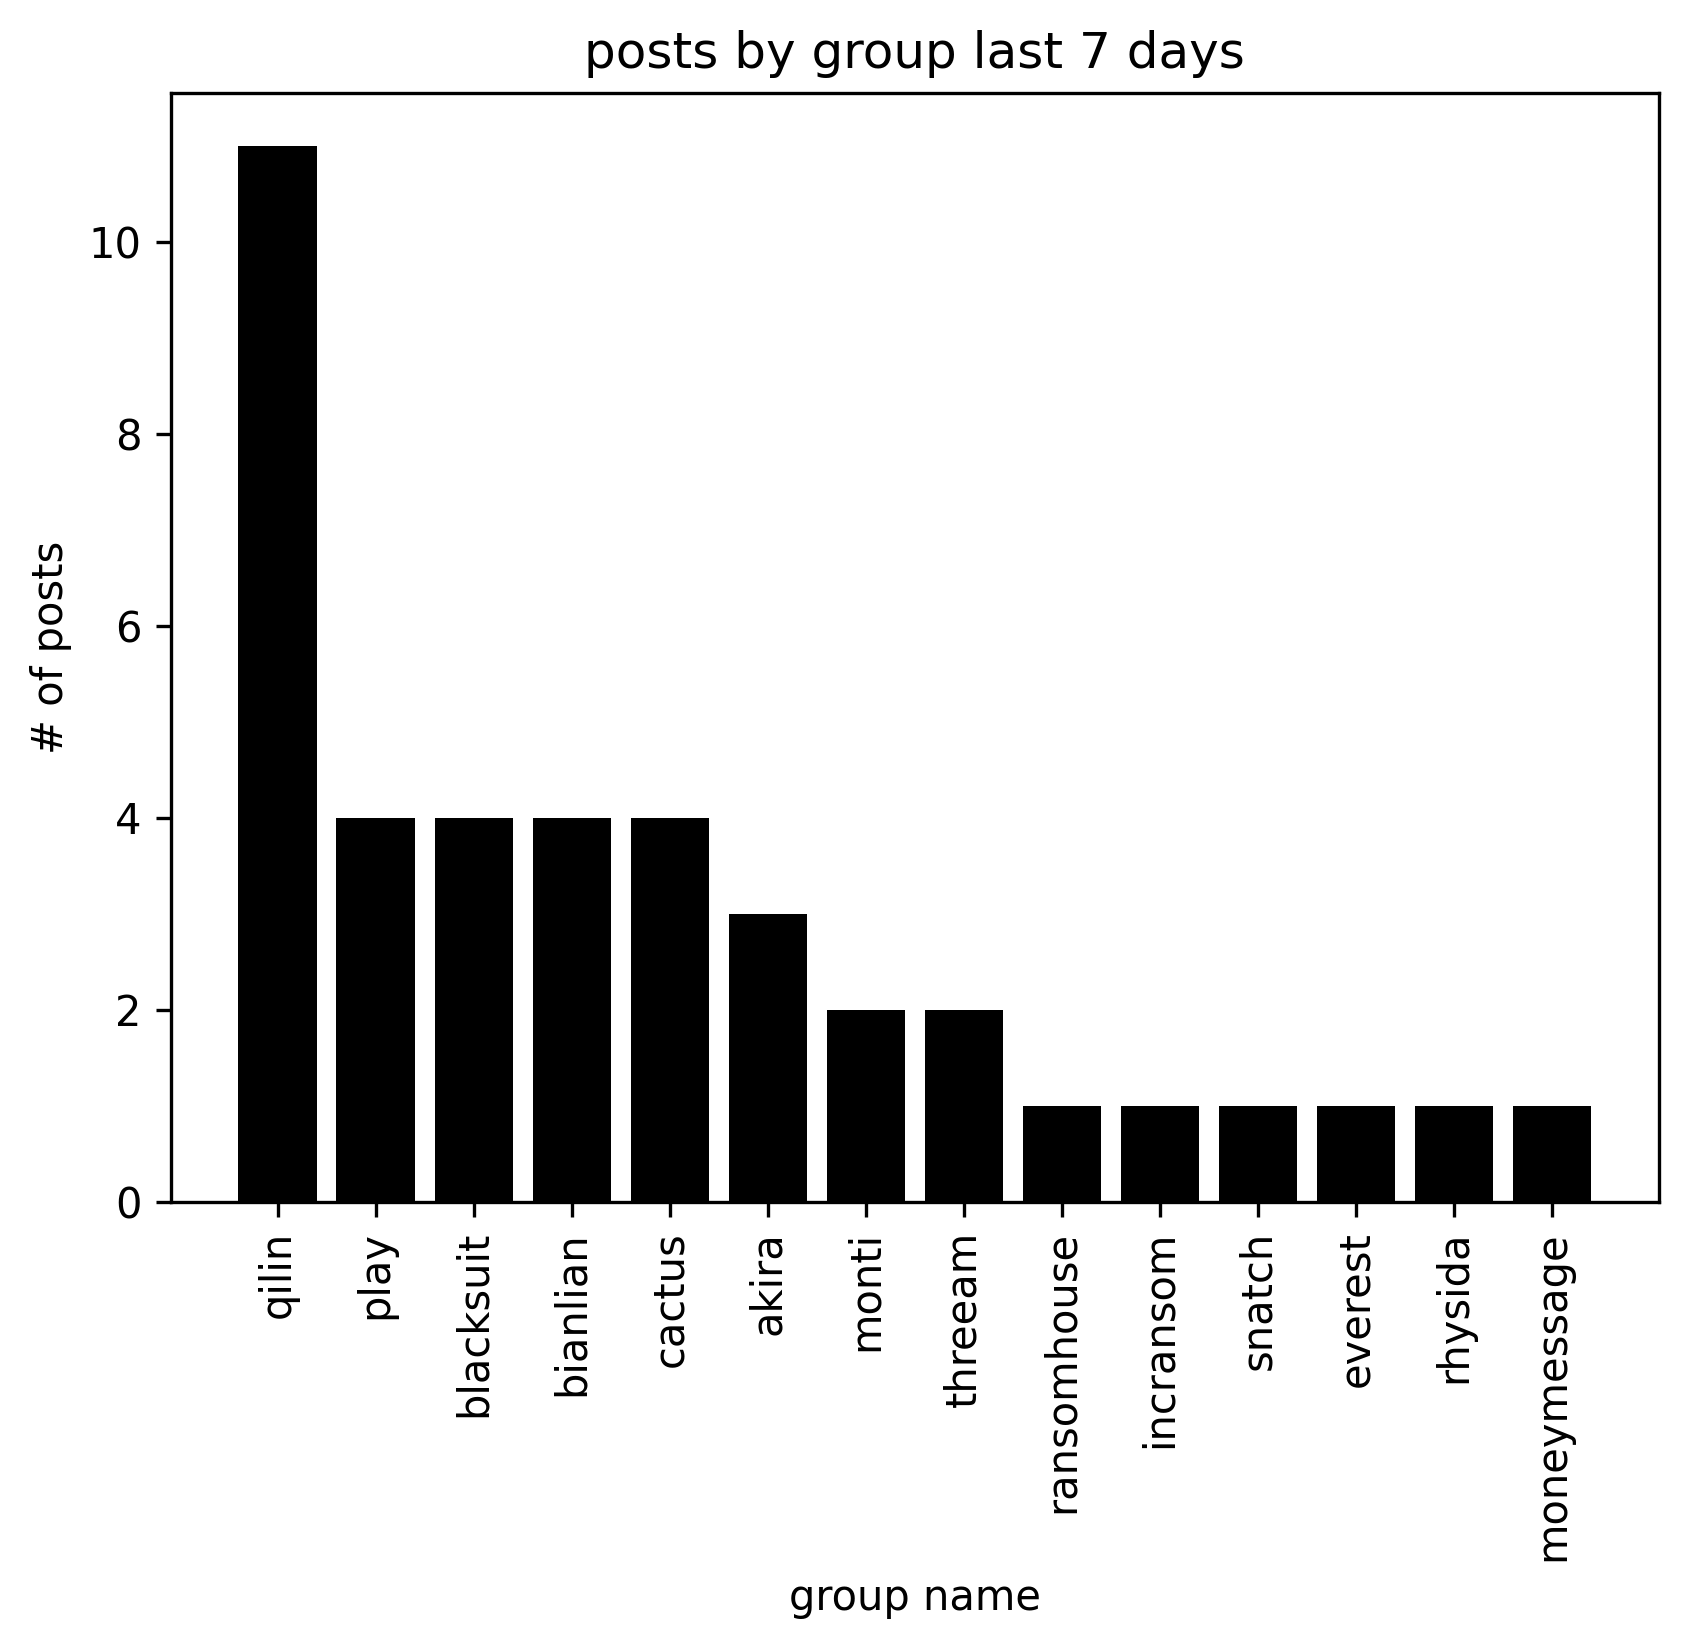 posts by group last 7 days
10
8
6
4
2
0
# of posts
qilin
play
blacksuit
bianlian
cactus
akira
monti
threeam
ransomhouse
incransom
snatch
everest
rhysida
moneymessage
group name